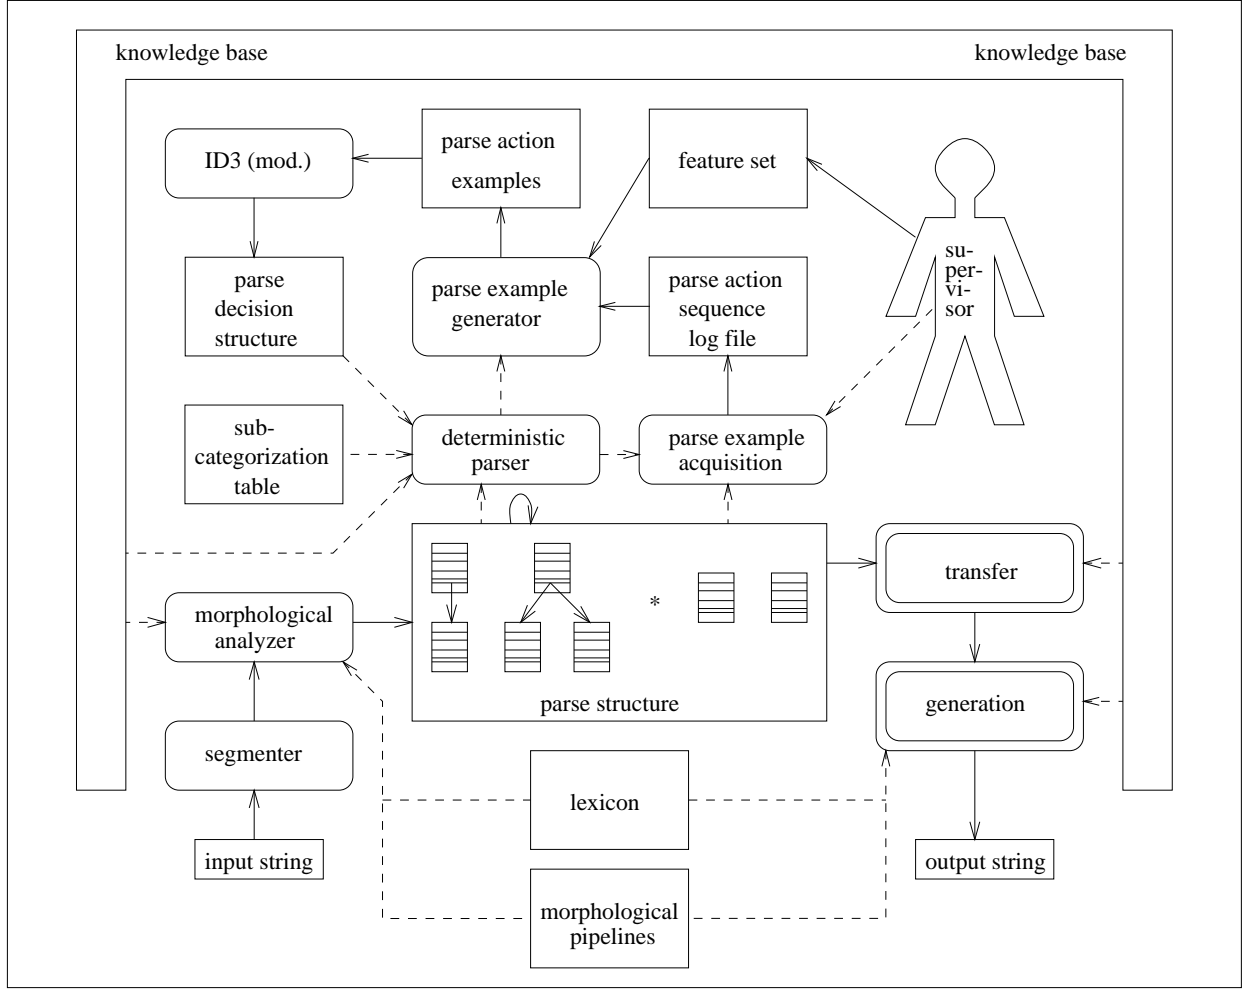 knowledge base
knowledge base
ID3 (mod.)
parse action
examples
feature set
su-
per-
vi-
sor
parse
decision
structure
parse example
generator
parse action
sequence
log file
sub-
categorization
table
deterministic
parser
parse example
acquisition
morphological
analyzer
*
parse structure
transfer
generation
segmenter
lexicon
input string
output string
morphological
pipelines